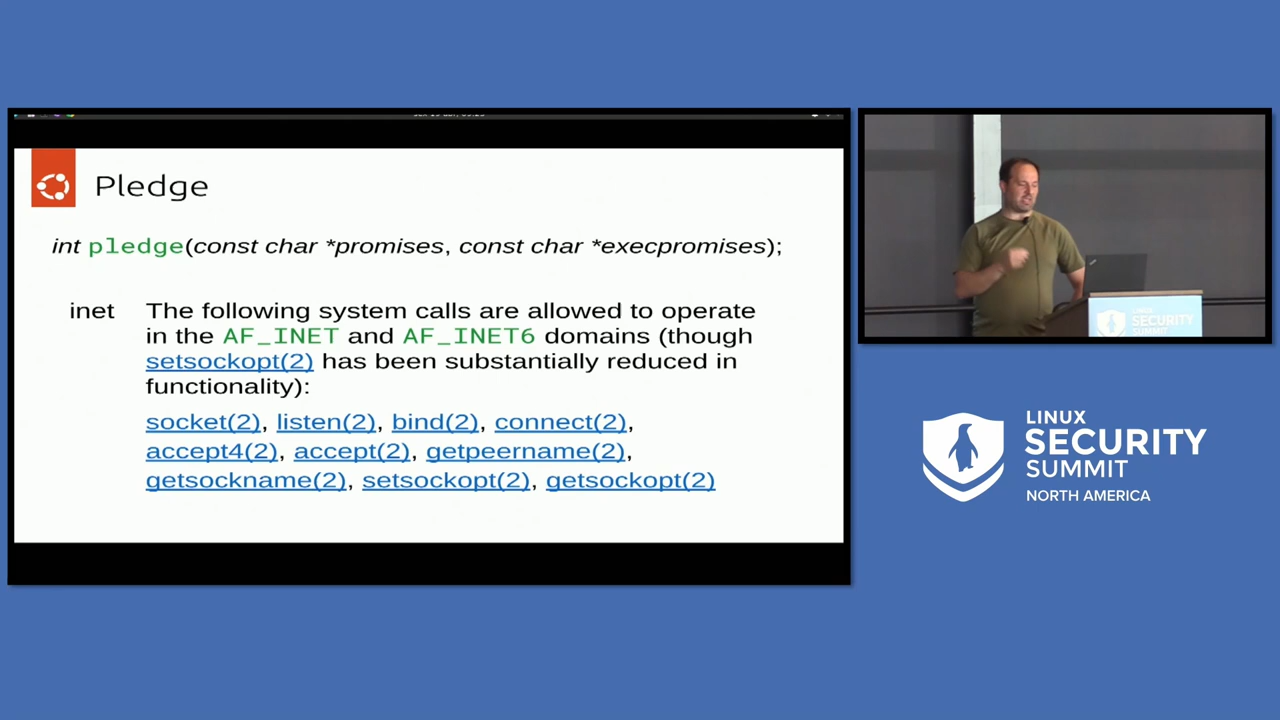 Pledge
int pledge(const char *promises, const char *execpromises);
inet The following system calls are allowed to operate
in the AF_INET and AF_INET6 domains (though
setsockopt(2) has been substantially reduced in
functionality):
socket(2), listen(2), bind(2), connect(2),
accept4(2), accept(2), getpeername(2),
getsockname(2), setsockopt(2), getsockopt(2)
LINUX
SECURITY
SUMMIT
LINUX
SECURITY
SUMMIT
NORTH AMERICA